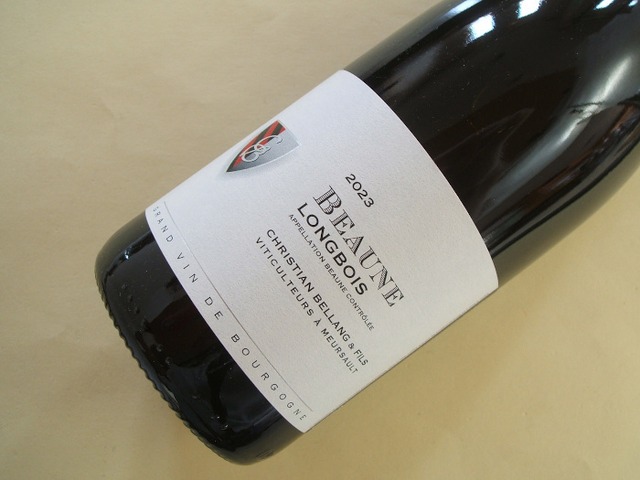 2023
BEAUNE
LONGBOIS
APPELLATION BEAUNE CONTRÔLÉE
CHRISTIAN BELLANG & FILS
VITICULTEURS À MEURSAULT
GRAND VIN DE BOURGOGNE